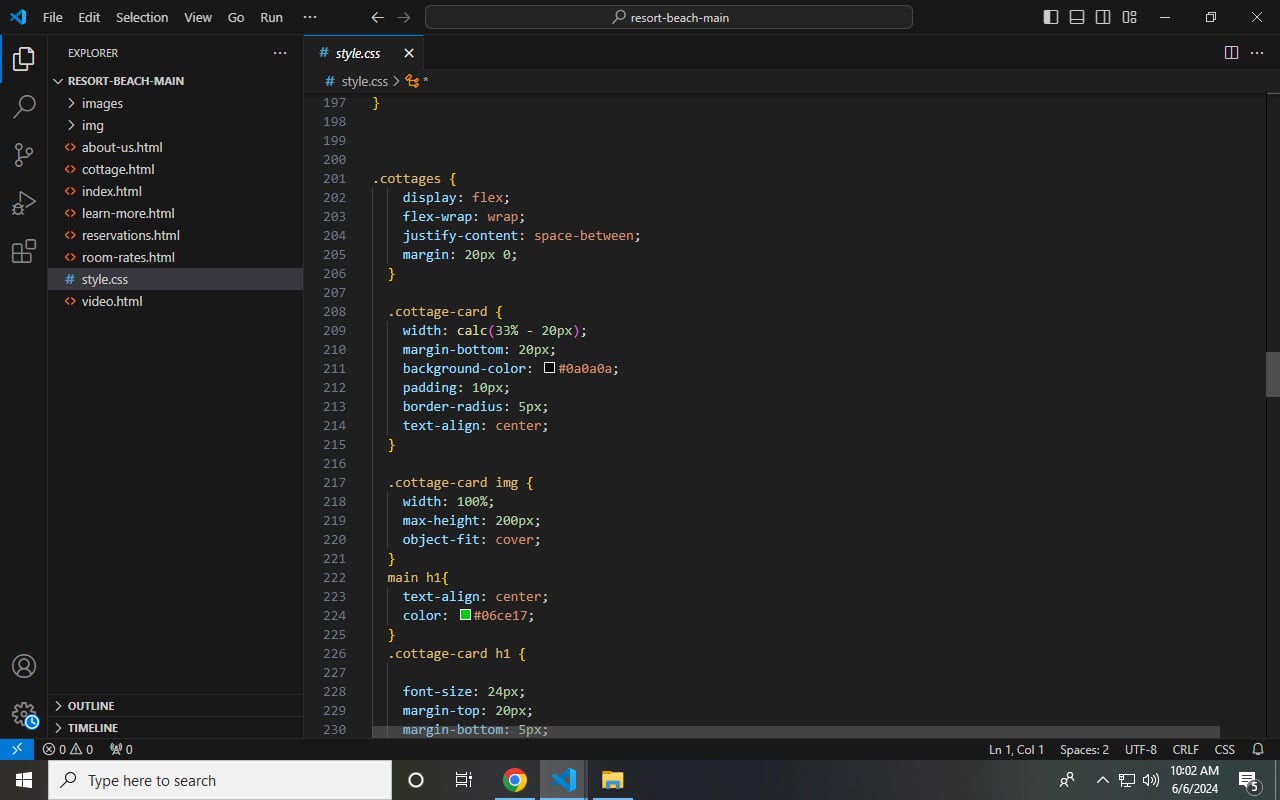 File Edit Selection View Go Run ···
resort-beach-main
EXPLORER ···
RESORT-BEACH-MAIN
images
img
about-us.html
cottage.html
index.html
learn-more.html
reservations.html
room-rates.html
# style.css
video.html
OUTLINE
TIMELINE
# style.css
# style.css > *
197 }
198
199
200
201 .cottages {
202 display: flex;
203 flex-wrap: wrap;
204 justify-content: space-between;
205 margin: 20px 0;
206 }
207
208 .cottage-card {
209 width: calc(33% - 20px);
210 margin-bottom: 20px;
211 background-color: #0a0a0a;
212 padding: 10px;
213 border-radius: 5px;
214 text-align: center;
215 }
216
217 .cottage-card img {
218 width: 100%;
219 max-height: 200px;
220 object-fit: cover;
221 }
222 main h1{
223 text-align: center;
224 color: #06ce17;
225 }
226 .cottage-card h1 {
227
228 font-size: 24px;
229 margin-top: 20px;
230 margin-bottom: 5px;
0 0 0 Ln 1, Col 1 Spaces: 2 UTF-8 CRLF CSS
Type here to search
10:02 AM
6/6/2024
5